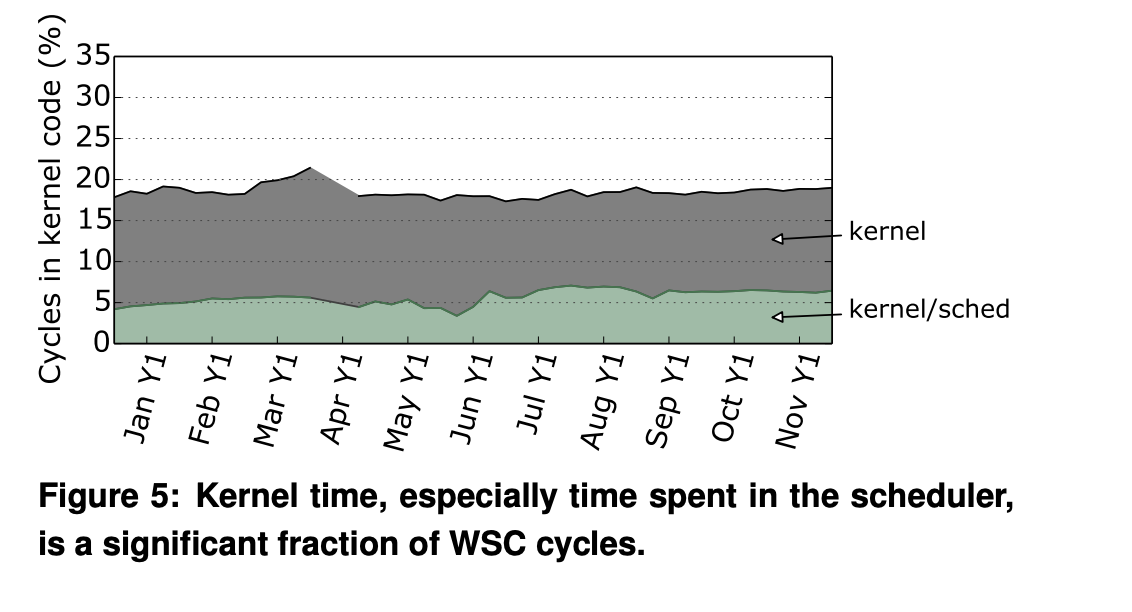 Cycles in kernel code (%)
35
30
25
20
15
10
5
0
kernel
kernel/sched
Jan Y1
Feb Y1
Mar Y1
Apr Y1
May Y1
Jun Y1
Jul Y1
Aug Y1
Sep Y1
Oct Y1
Nov Y1
Figure 5: Kernel time, especially time spent in the scheduler,
is a significant fraction of WSC cycles.